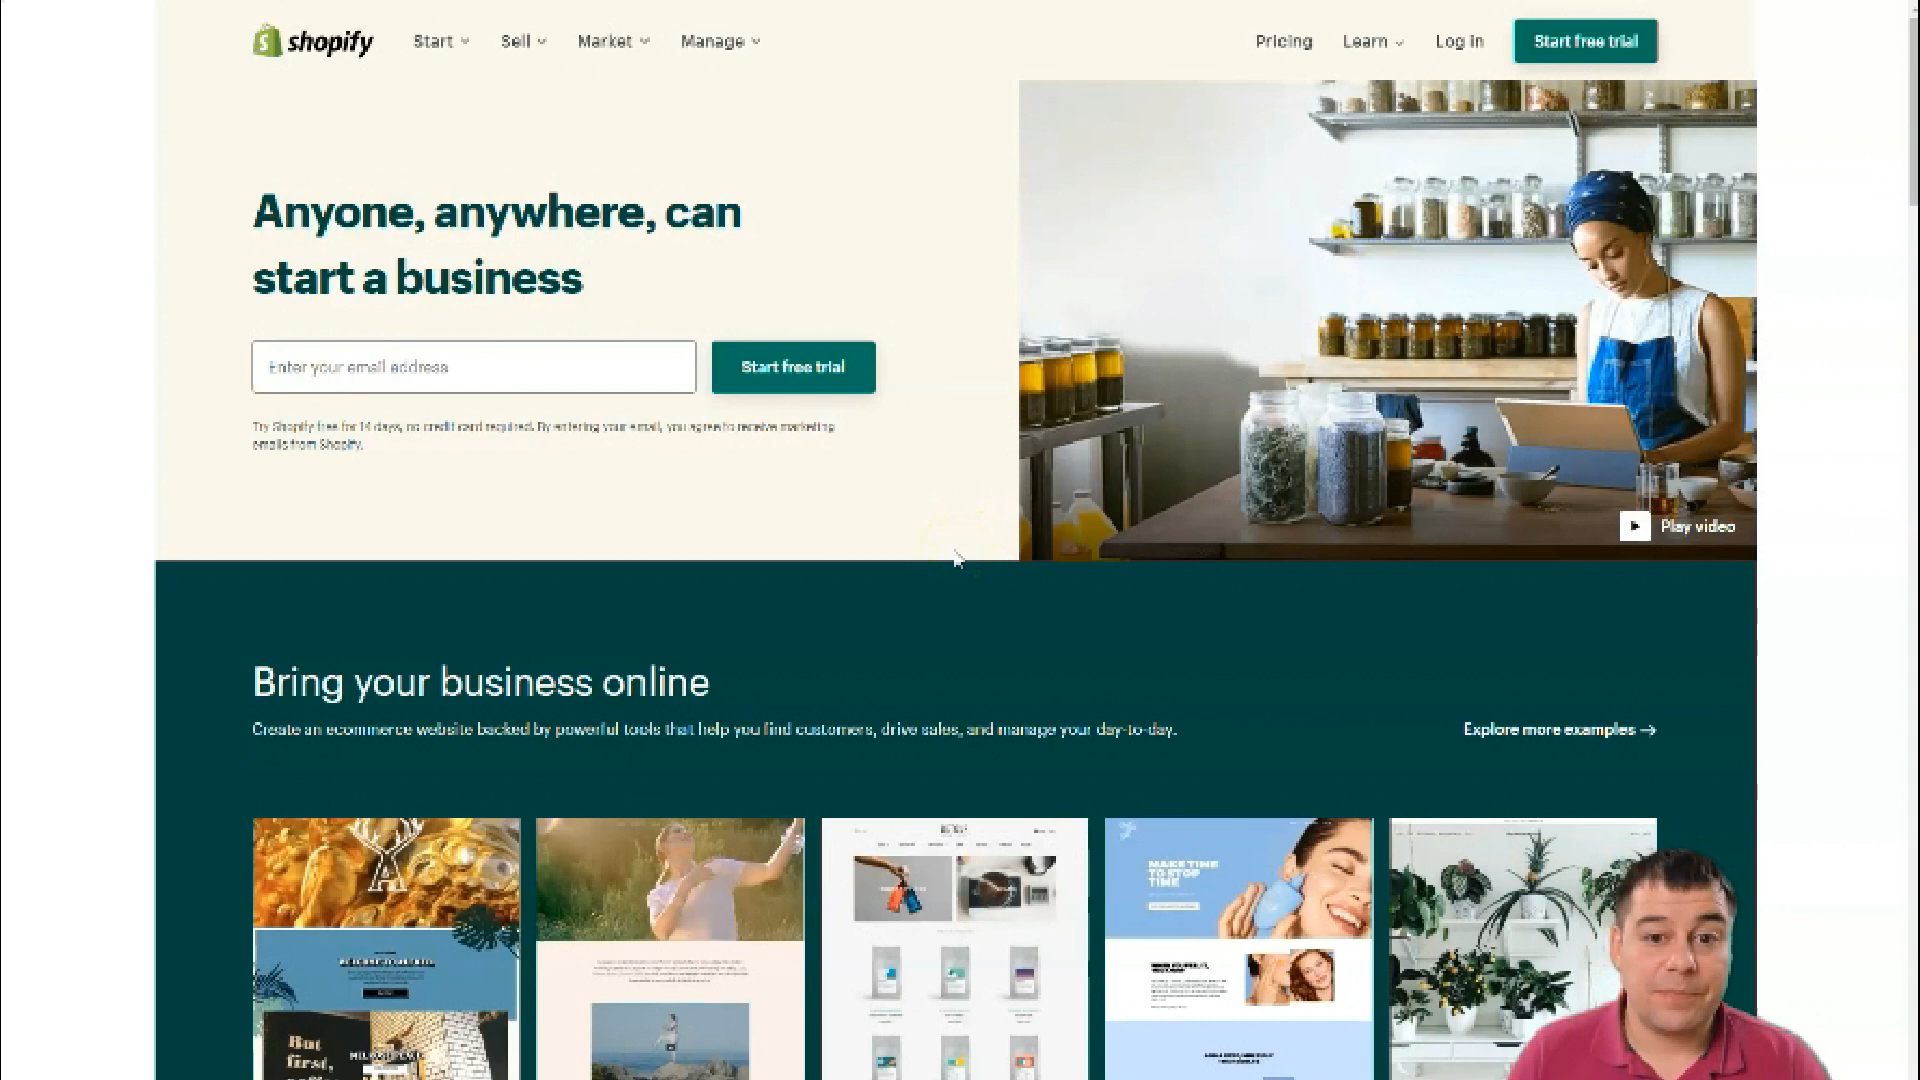 shopify
Start
Sell
Market
Manage
Pricing
Learn
Log in
Start free trial
Anyone, anywhere, can
start a business
Enter your email address
Start free trial
Try Shopify free for 14 days, no credit card required. By entering your email, you agree to receive marketing
emails from Shopify.
Play video
Bring your business online
Create an ecommerce website backed by powerful tools that help you find customers, drive sales, and manage your day-to-day.
Explore more examples →
MAKE TIME
TO STOP
TIME
But
first,